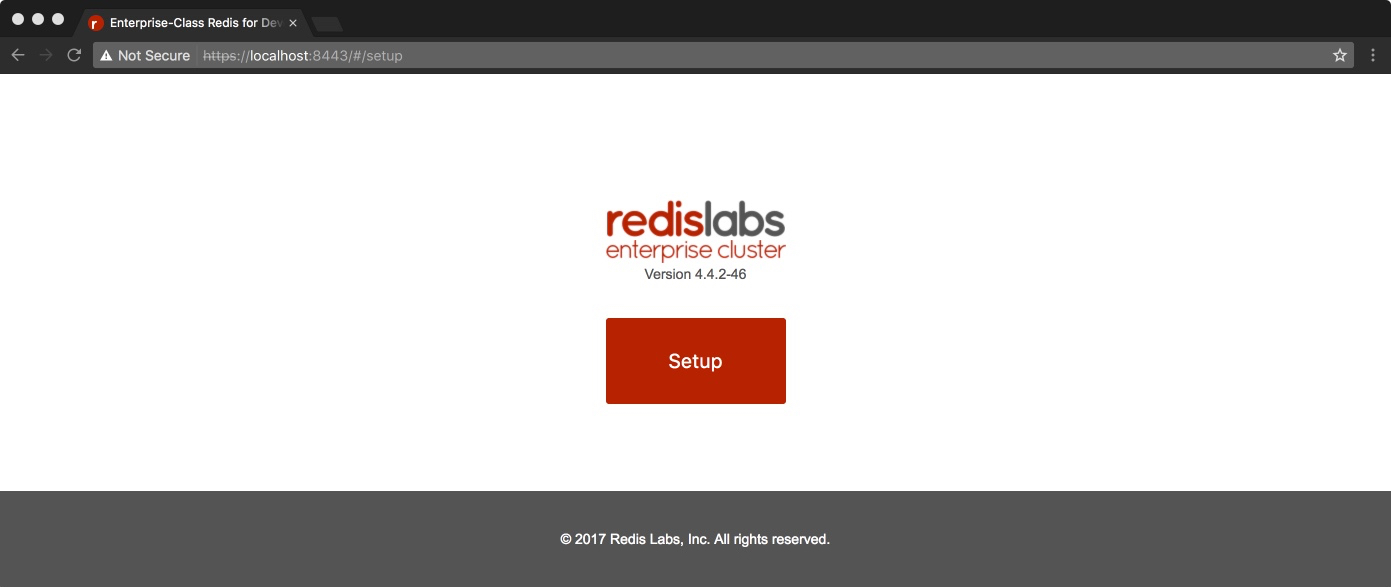 Enterprise-Class Redis for Dev
Not Secure https://localhost:8443/#/setup
redislabs
enterprise cluster
Version 4.4.2-46
Setup
© 2017 Redis Labs, Inc. All rights reserved.